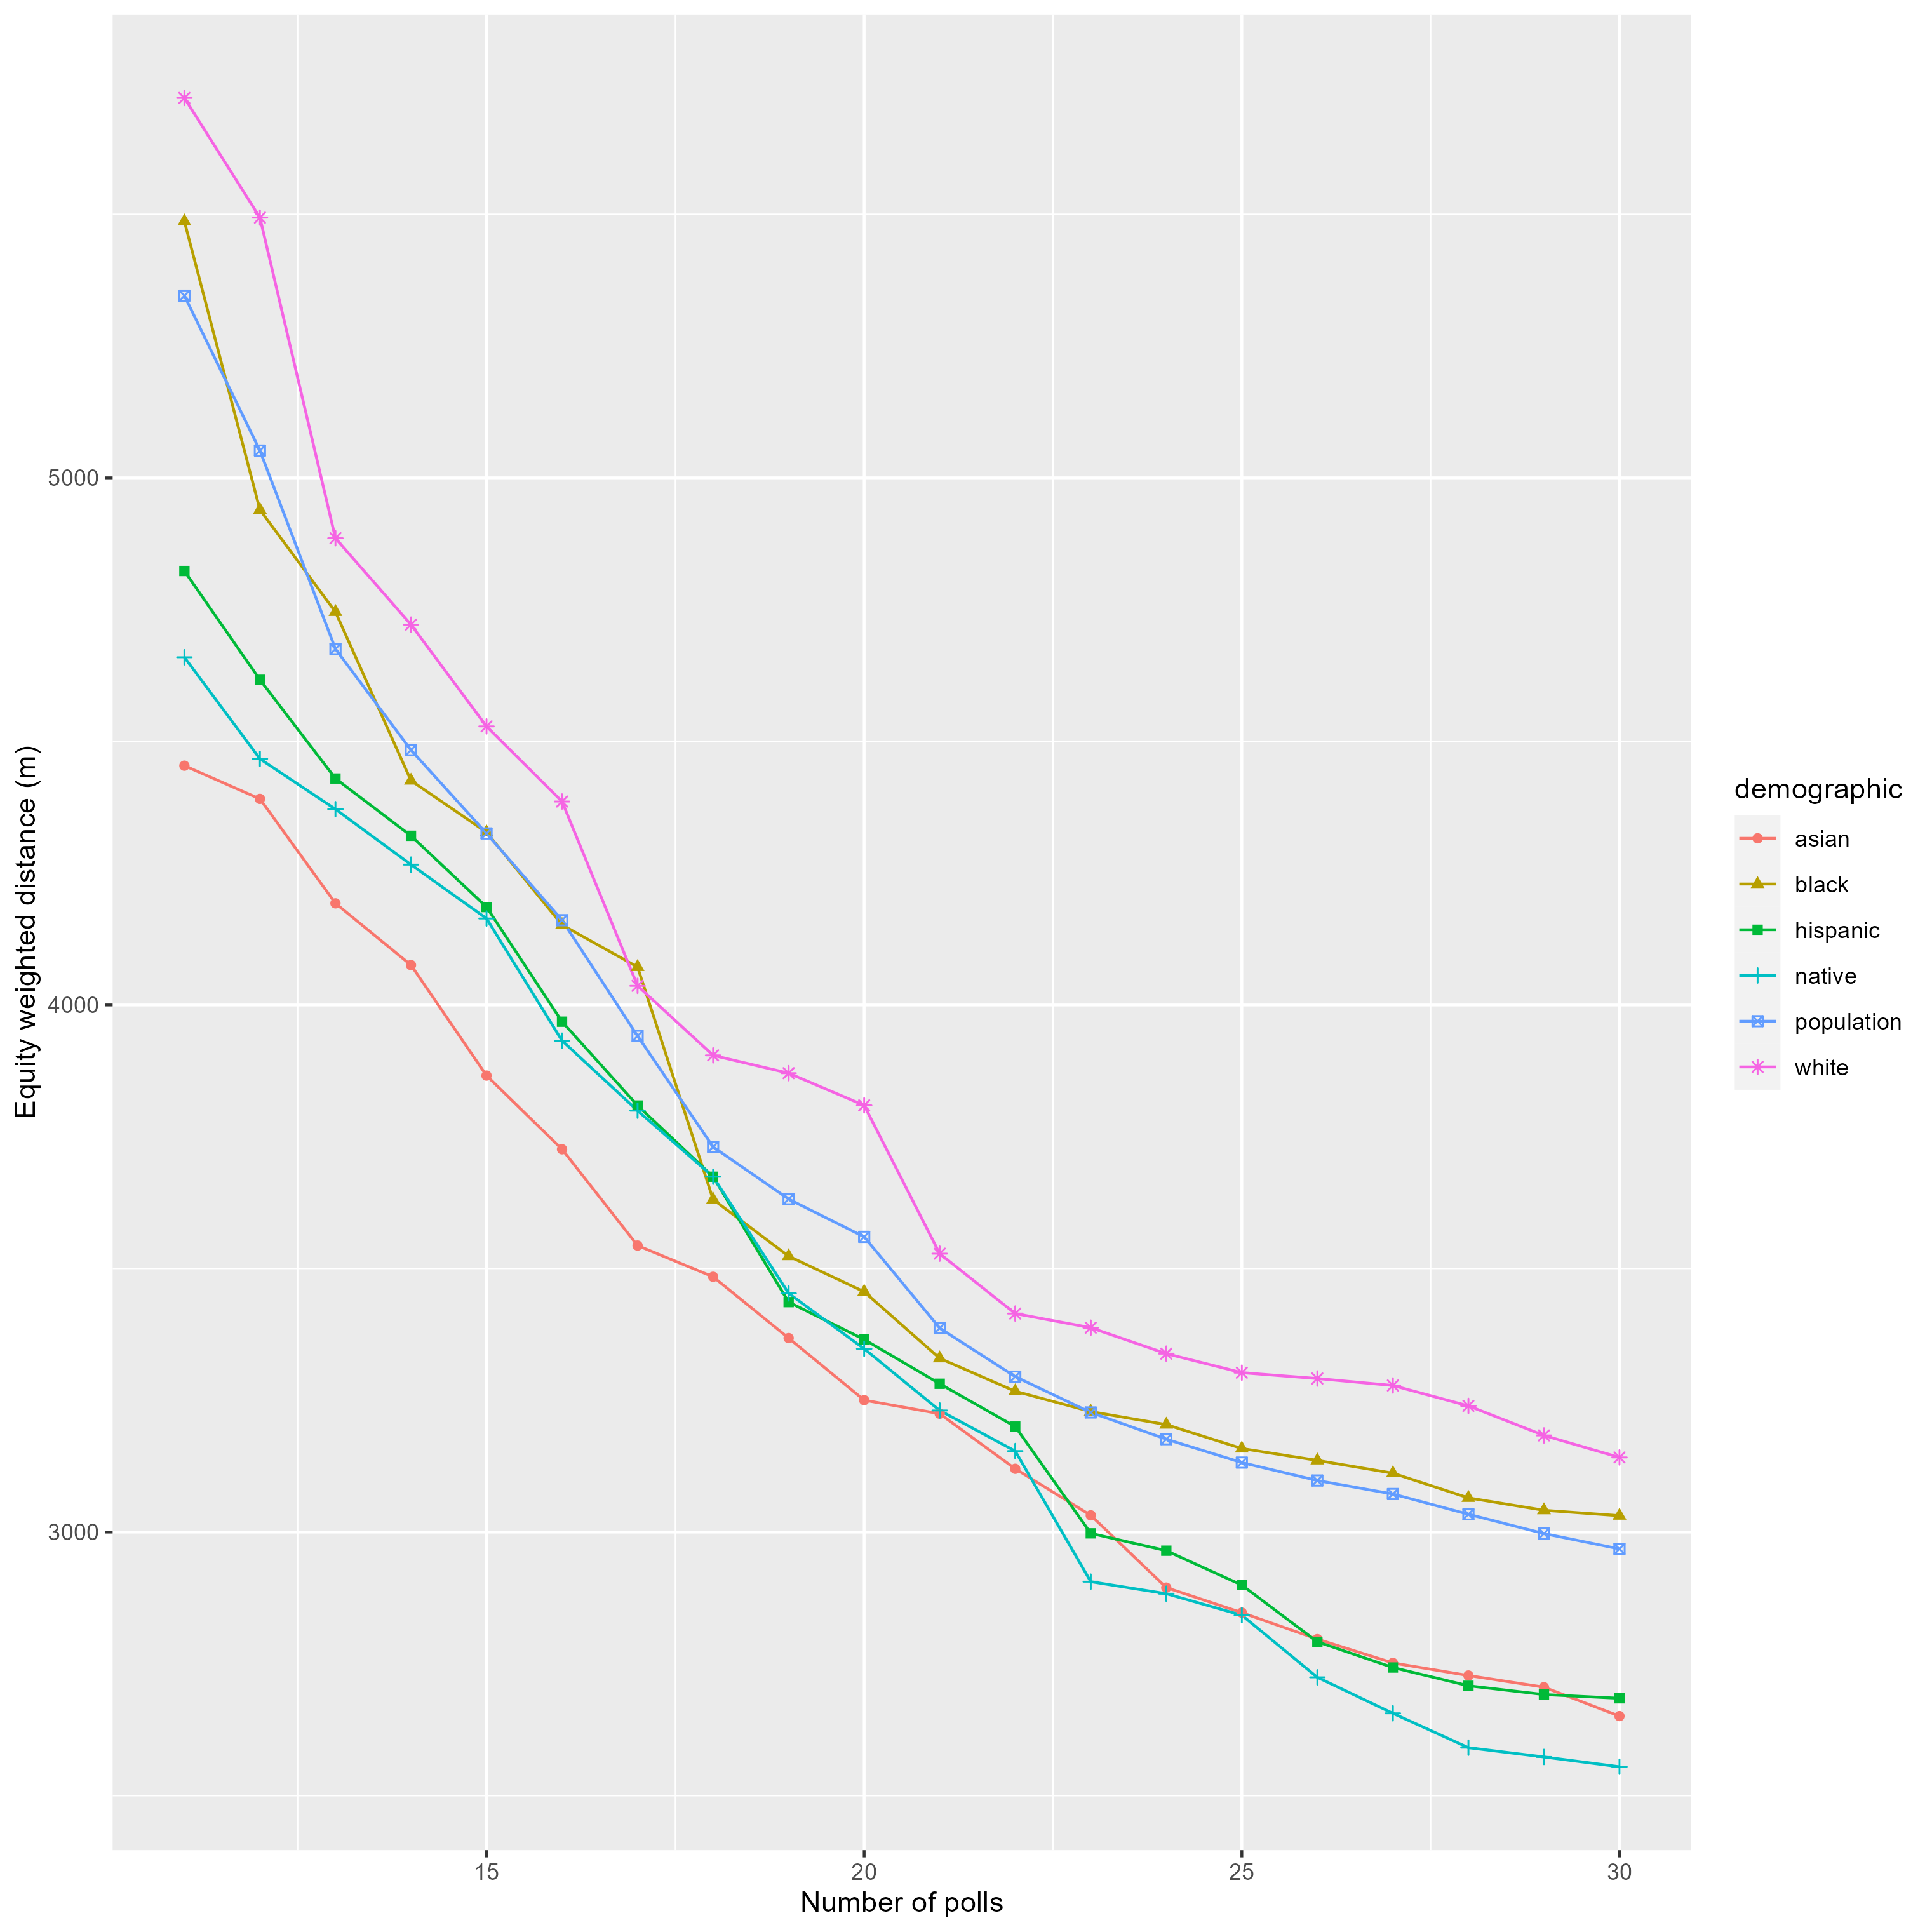 5000
4000
3000
Equity weighted distance (m)
15
20
25
30
Number of polls
demographic
asian
black
hispanic
native
population
white